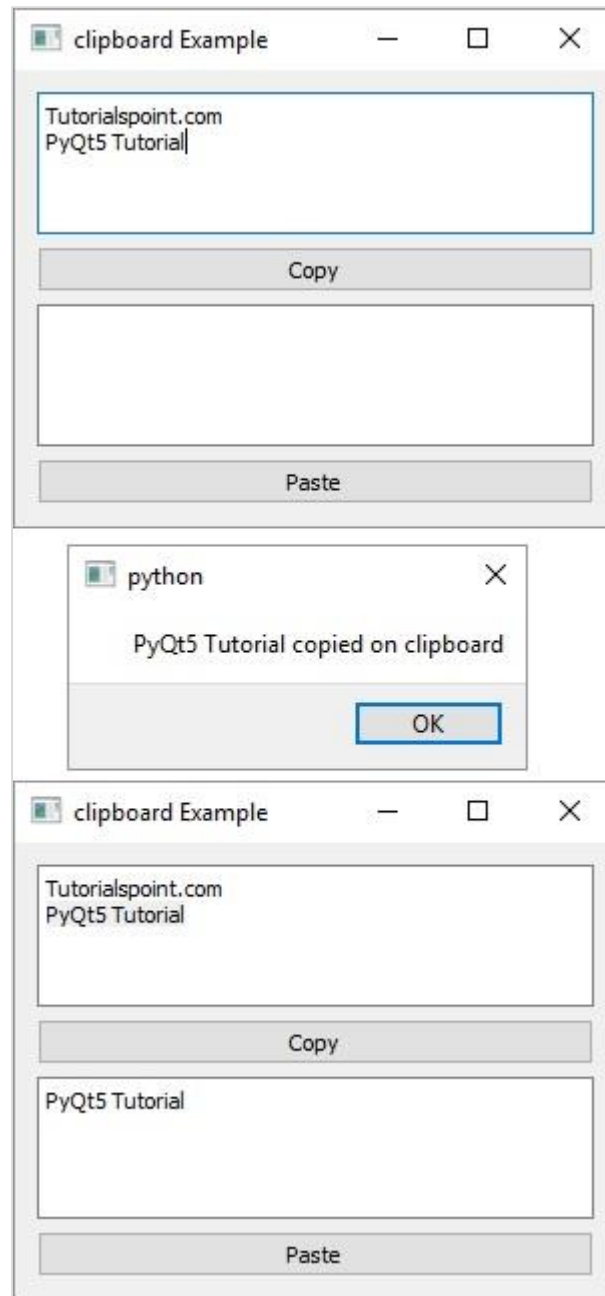 clipboard Example
Tutorialspoint.com
PyQt5 Tutorial
Copy
Paste
python
PyQt5 Tutorial copied on clipboard
OK
clipboard Example
Tutorialspoint.com
PyQt5 Tutorial
Copy
PyQt5 Tutorial
Paste